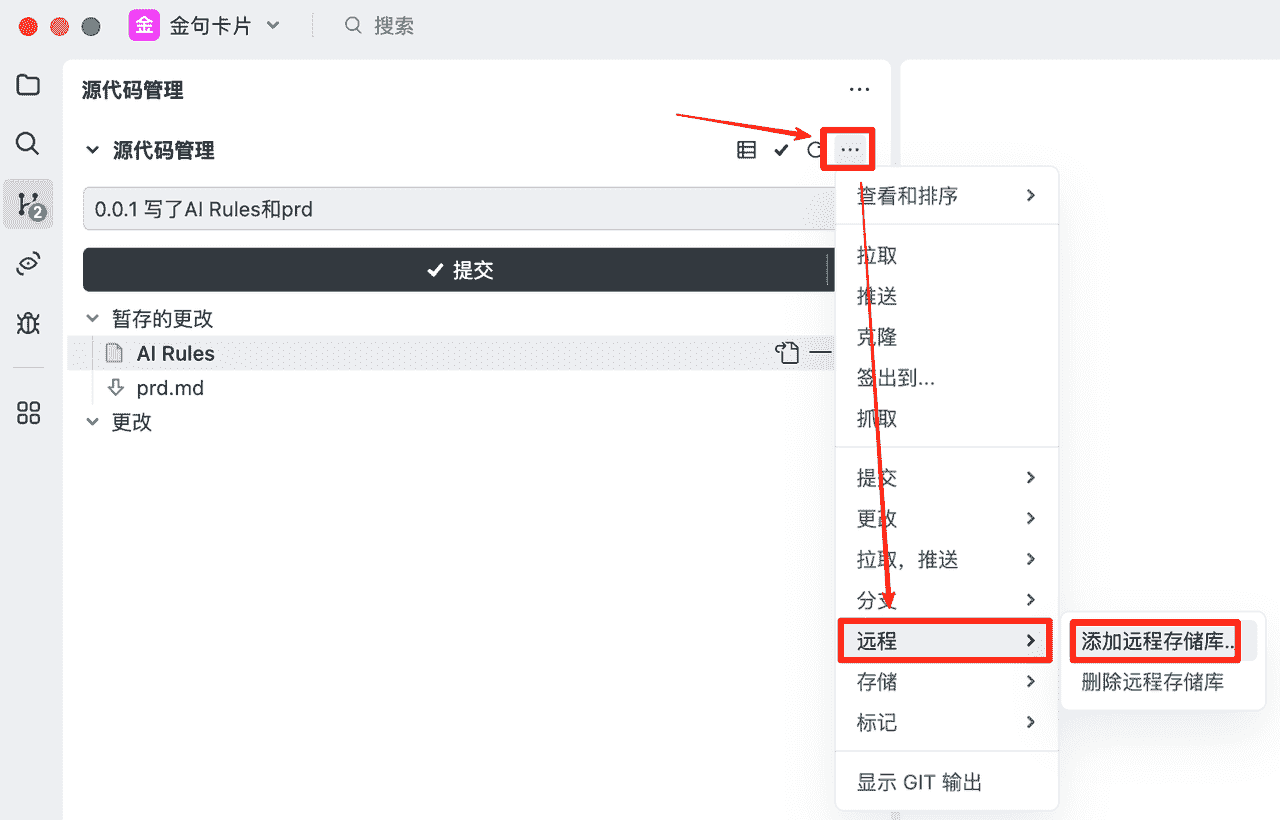 金 金句卡片 搜索
源代码管理
源代码管理
0.0.1 写了AI Rules和prd
提交
暂存的更改
AI Rules
prd.md
更改
2
查看和排序
拉取
推送
克隆
签出到...
抓取
提交
更改
拉取，推送
分支
远程
存储
标记
显示 GIT 输出
添加远程存储库..
删除远程存储库